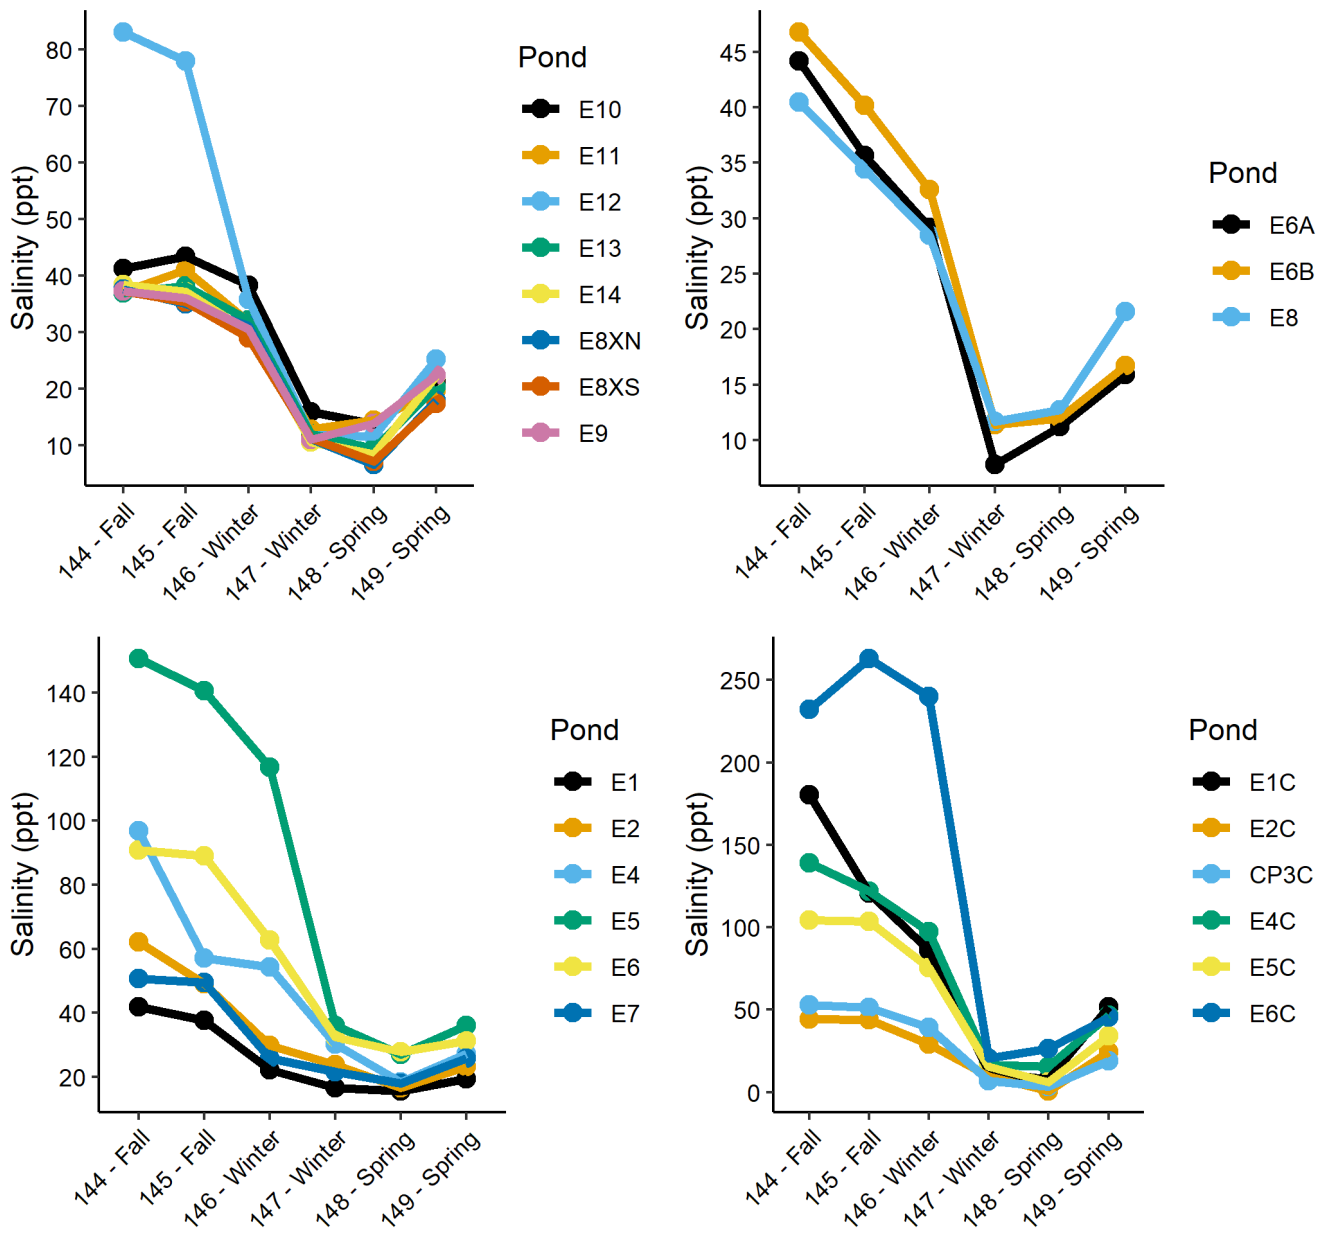 Salinity (ppt)
80
70
60
50
40
30
20
10
144 - Fall
145 - Fall
146 - Winter
147 - Winter
148 - Spring
149 - Spring
Pond
E10
E11
E12
E13
E14
E8XN
E8XS
E9
Salinity (ppt)
45
40
35
30
25
20
15
10
144 - Fall
145 - Fall
146 - Winter
147 - Winter
148 - Spring
149 - Spring
Pond
E6A
E6B
E8
Salinity (ppt)
140
120
100
80
60
40
20
144 - Fall
145 - Fall
146 - Winter
147 - Winter
148 - Spring
149 - Spring
Pond
E1
E2
E4
E5
E6
E7
Salinity (ppt)
250
200
150
100
50
0
144 - Fall
145 - Fall
146 - Winter
147 - Winter
148 - Spring
149 - Spring
Pond
E1C
E2C
CP3C
E4C
E5C
E6C